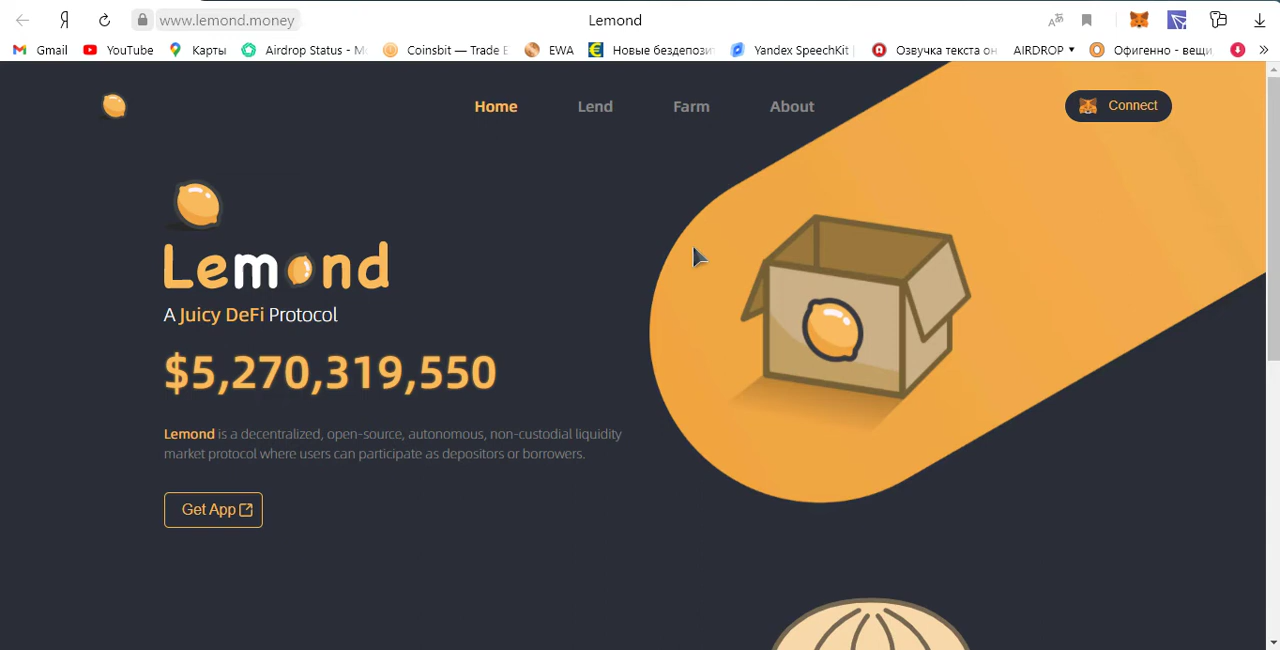 Я
www.lemond.money
Lemond
Gmail
YouTube
Карты
Airdrop Status -
Coinsbit — Trade
EWA
Новые бездепози
Yandex SpeechKit
Озвучка текста он
AIRDROP
Офигенно - вещи
Home
Lend
Farm
About
Connect
Lemond
A Juicy DeFi Protocol
$5,270,319,550
Lemond is a decentralized, open-source, autonomous, non-custodial liquidity
market protocol where users can participate as depositors or borrowers.
Get App